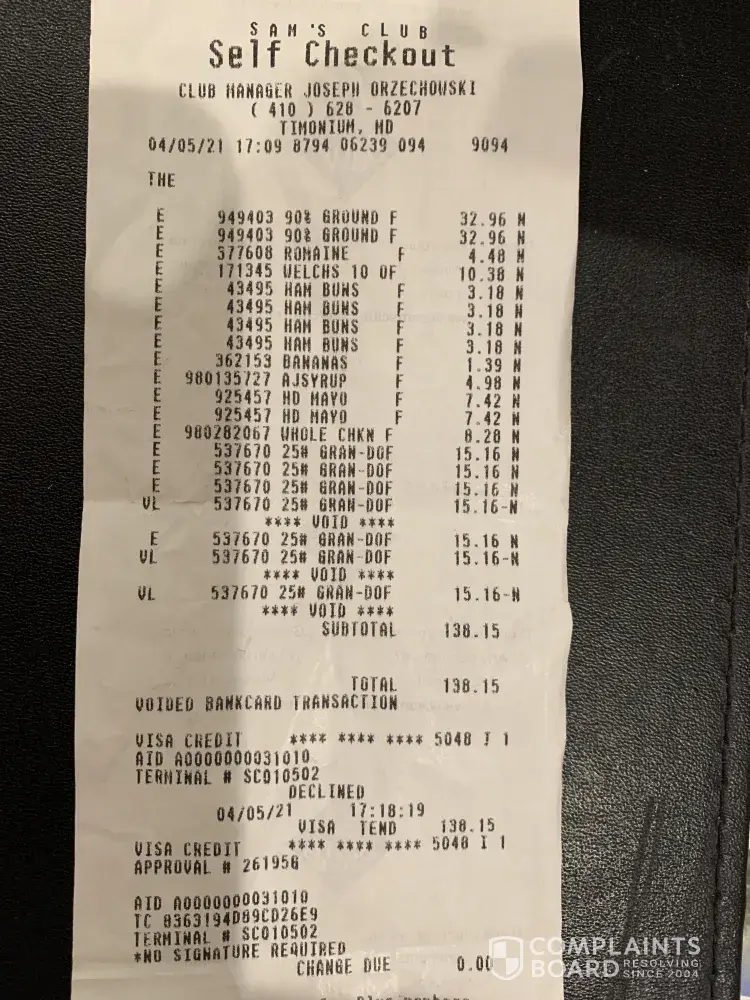 SAM'S CLUB
Self Checkout
CLUB MANAGER JOSEPH ORZECHOWSKI
( 410 ) 628 - 6207
TIMONIUM, MD
04/05/21 17:09 8794 06239 094 9094
THE
E 949403 90% GROUND F 32.96 N
E 949403 90% GROUND F 32.96 N
E 377608 ROMAINE F 4.48 N
E 171345 WELCHS 10 OF 10.38 N
E 43495 HAM BUNS F 3.18 N
E 43495 HAM BUNS F 3.18 N
E 43495 HAM BUNS F 3.18 N
E 43495 HAM BUNS F 3.18 N
E 362153 BANANAS F 1.39 N
E 980135727 AJSYRUP F 4.98 N
E 925457 HD MAYO F 7.42 N
E 925457 HD MAYO F 7.42 N
E 980282067 WHOLE CHKN F 8.28 N
E 537670 25# GRAN-DOF 15.16 N
E 537670 25# GRAN-DOF 15.16 N
E 537670 25# GRAN-DOF 15.16 N
VL 537670 25# GRAN-DOF 15.16-N
**** VOID ****
E 537670 25# GRAN-DOF 15.16 N
VL 537670 25# GRAN-DOF 15.16-N
**** VOID ****
VL 537670 25# GRAN-DOF 15.16-N
**** VOID ****
SUBTOTAL 138.15
TOTAL 138.15
VOIDED BANKCARD TRANSACTION
VISA CREDIT **** **** **** 5048 I 1
AID A0000000031010
TERMINAL # SC010502
DECLINED
04/05/21 17:18:19
VISA TEND 138.15
VISA CREDIT **** **** **** 5048 I 1
APPROVAL # 261956
AID A0000000031010
TC 8363194D89CD26E9
TERMINAL # SC010502
*NO SIGNATURE REQUIRED
CHANGE DUE 0.00
COMPLAINTS
BOARD RESOLVING SINCE 2004